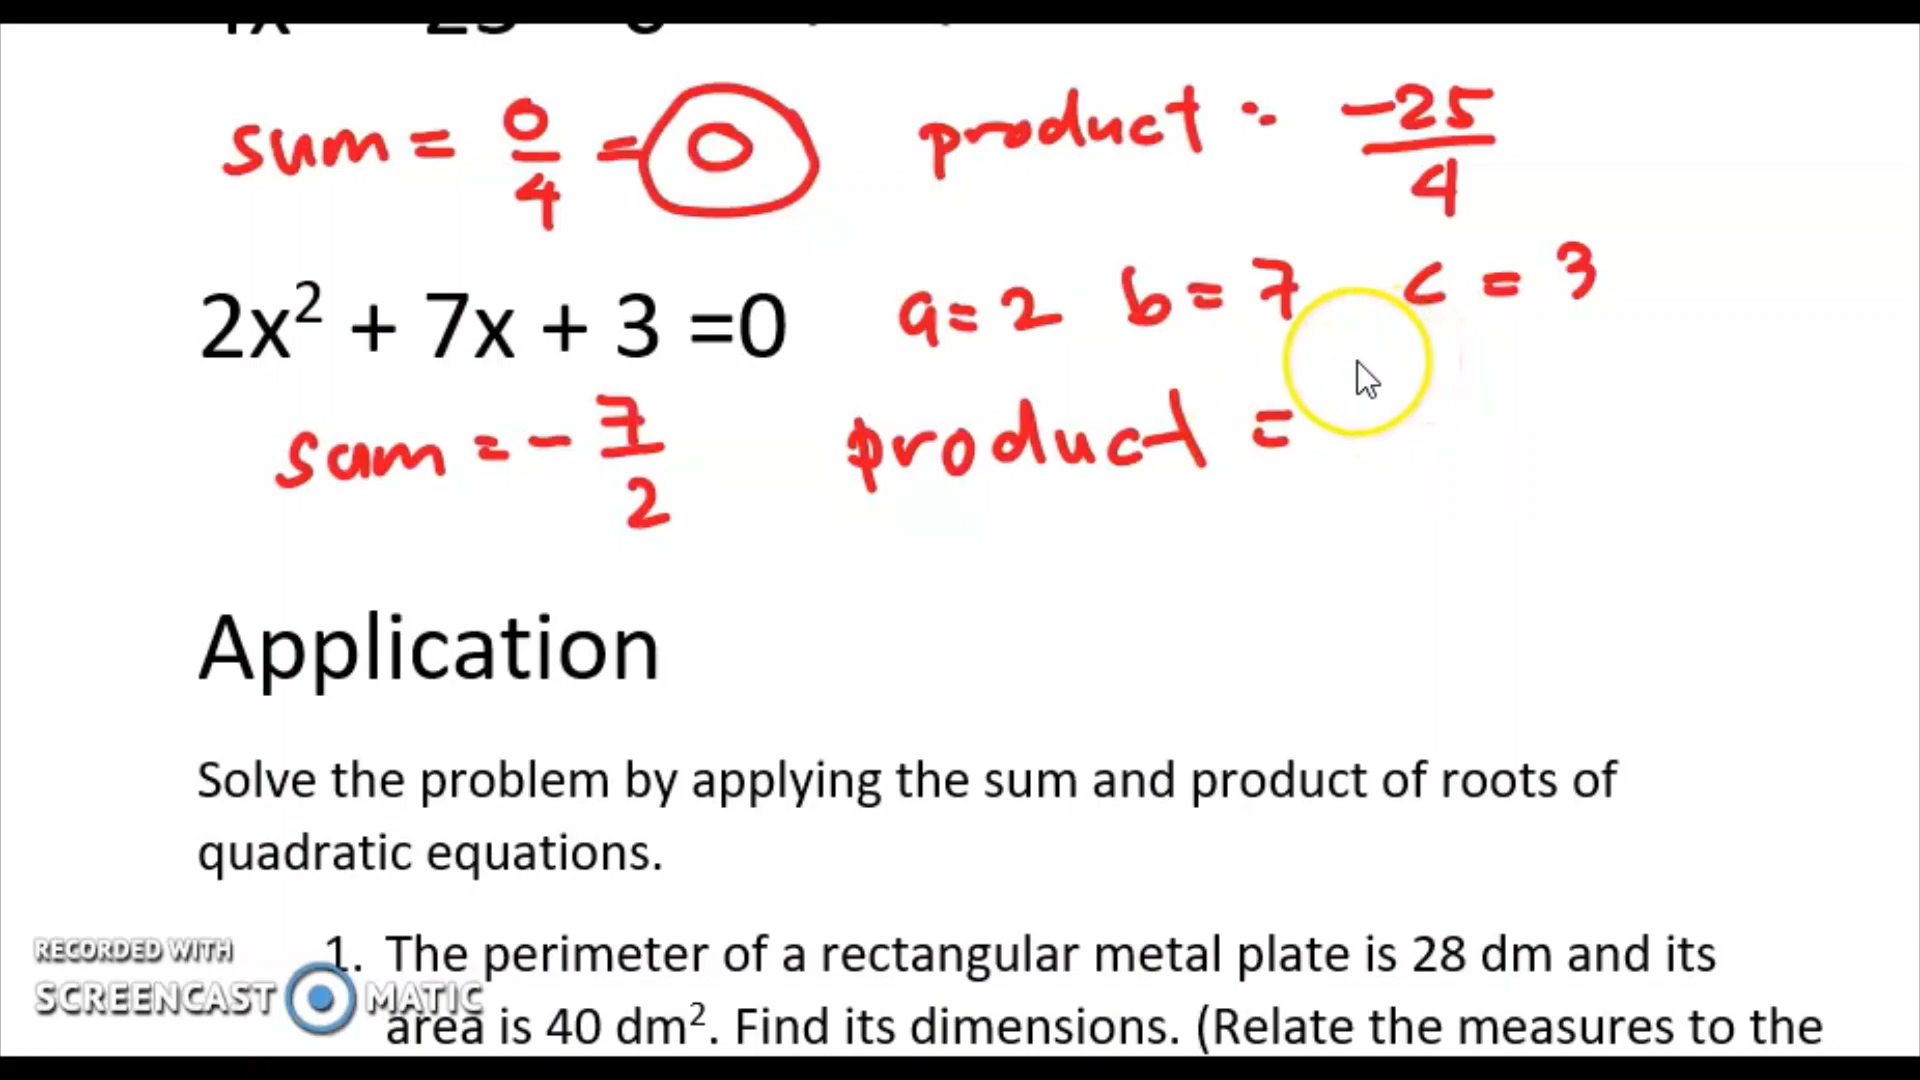 sum = 0/4 = 0 product = -25/4
2x² + 7x + 3 =0 a=2 b=7 c=3
sum = - 7/2 product =
Application
Solve the problem by applying the sum and product of roots of
quadratic equations.
1. The perimeter of a rectangular metal plate is 28 dm and its
area is 40 dm². Find its dimensions. (Relate the measures to the
RECORDED WITH
SCREENCAST MATIC